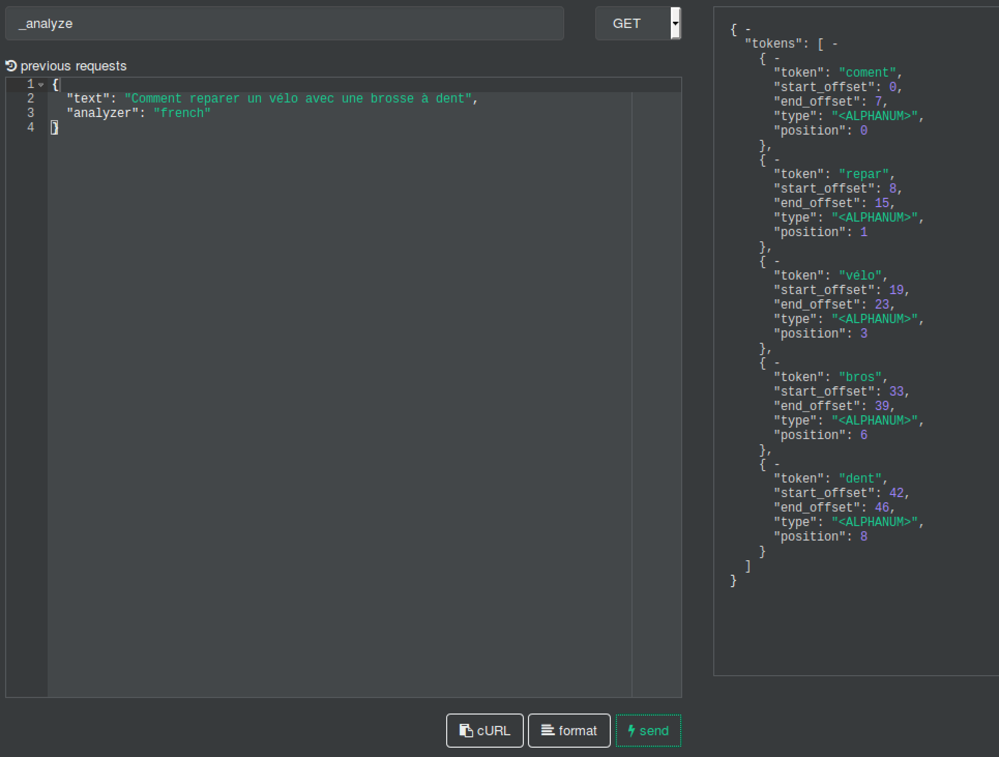 _analyze
GET
previous requests
1 {
2 "text": "Comment reparer un vélo avec une brosse à dent",
3 "analyzer": "french"
4 }
cURL
format
send
{ -
"tokens": [ -
{ -
"token": "coment",
"start_offset": 0,
"end_offset": 7,
"type": "<ALPHANUM>",
"position": 0
},
{ -
"token": "repar",
"start_offset": 8,
"end_offset": 15,
"type": "<ALPHANUM>",
"position": 1
},
{ -
"token": "vélo",
"start_offset": 19,
"end_offset": 23,
"type": "<ALPHANUM>",
"position": 3
},
{ -
"token": "bros",
"start_offset": 33,
"end_offset": 39,
"type": "<ALPHANUM>",
"position": 6
},
{ -
"token": "dent",
"start_offset": 42,
"end_offset": 46,
"type": "<ALPHANUM>",
"position": 8
}
]
}